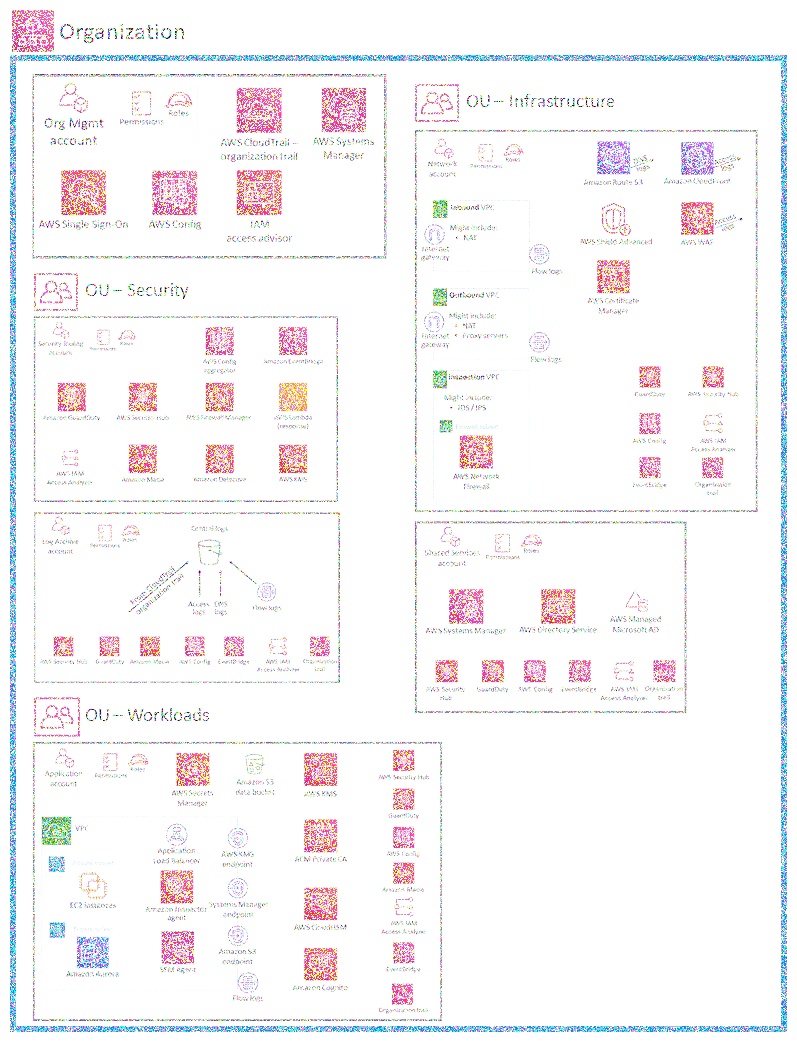 Organization
Org Mgmt
account
Permissions
Roles
AWS CloudTrail –
organization trail
AWS Systems
Manager
AWS Single Sign-On
AWS Config
IAM
access advisor
OU – Security
Security Tooling
account
Permissions
Roles
AWS Config
aggregator
Amazon EventBridge
Amazon GuardDuty
AWS Security Hub
AWS Firewall Manager
AWS Lambda
(response)
AWS IAM
Access Analyzer
Amazon Macie
Amazon Detective
AWS KMS
Log Archive
account
Permissions
Roles
Central logs
From CloudTrail
organization trail
Access
logs
DNS
logs
Flow logs
AWS Security Hub
GuardDuty
Amazon Macie
AWS Config
EventBridge
AWS IAM
Access Analyzer
Organization
trail
OU – Workloads
Application
account
Permissions
Roles
AWS Secrets
Manager
Amazon S3
data bucket
AWS KMS
AWS Security Hub
GuardDuty
VPC
Application
Load Balancer
AWS KMS
endpoint
ACM Private CA
AWS Config
EC2 instances
Amazon Inspector
agent
Systems Manager
endpoint
Amazon Macie
AWS CloudHSM
AWS IAM
Access Analyzer
Amazon Aurora
SSM Agent
Amazon S3
endpoint
Flow logs
Amazon Cognito
EventBridge
Organization trail
OU – Infrastructure
Network
account
Permissions
Roles
Amazon Route 53
DNS
logs
Amazon CloudFront
Access
logs
Inbound VPC
Might include:
• NAT
Internet
gateway
Flow logs
AWS Shield Advanced
AWS WAF
Access
logs
AWS Certificate
Manager
Outbound VPC
Might include:
• NAT
• Proxy servers
Internet
gateway
Flow logs
Inspection VPC
Might include:
• IDS / IPS
AWS Network
Firewall
GuardDuty
AWS Security Hub
AWS Config
AWS IAM
Access Analyzer
EventBridge
Organization
trail
Shared Services
account
Permissions
Roles
AWS Systems Manager
AWS Directory Service
AWS Managed
Microsoft AD
AWS Security
Hub
GuardDuty
AWS Config
EventBridge
AWS IAM
Access Analyzer
Organization
trail